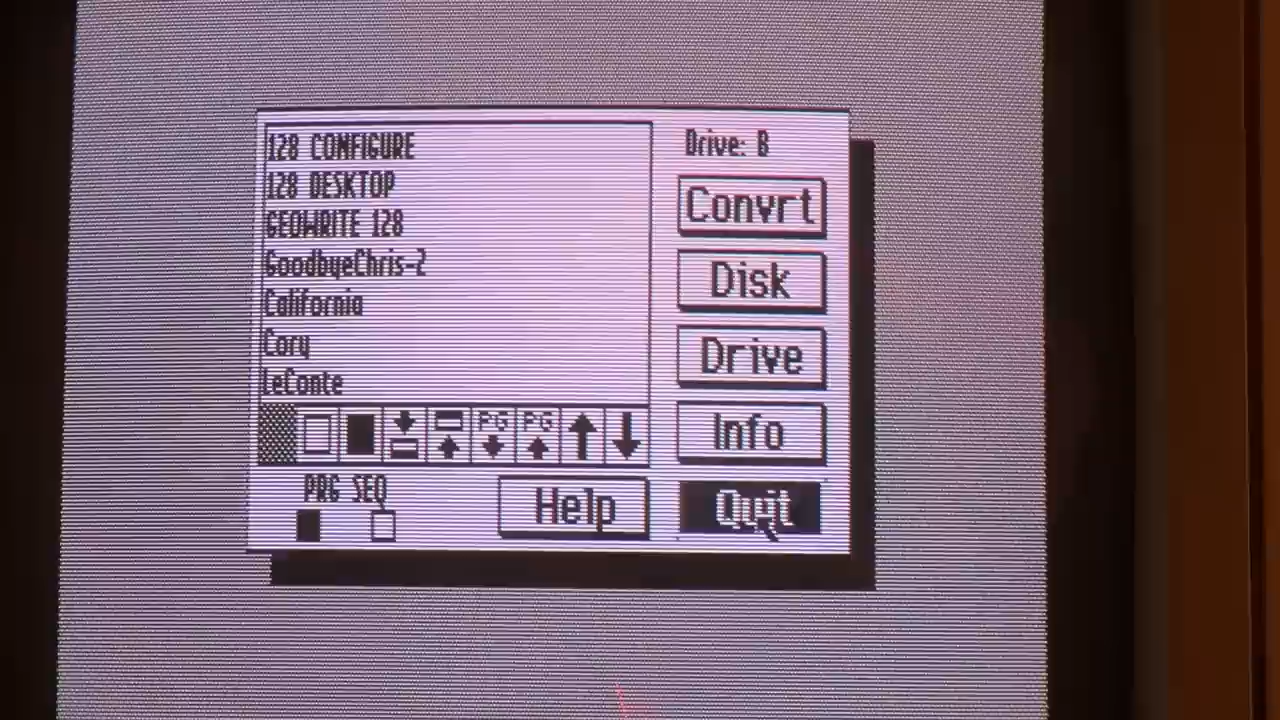 128 CONFIGURE
128 DESKTOP
GEOWRITE 128
GoodbyeChris-2
California
Cory
LeConte
PG PG
PRG SEQ
Help
Drive: B
Convrt
Disk
Drive
Info
Quit